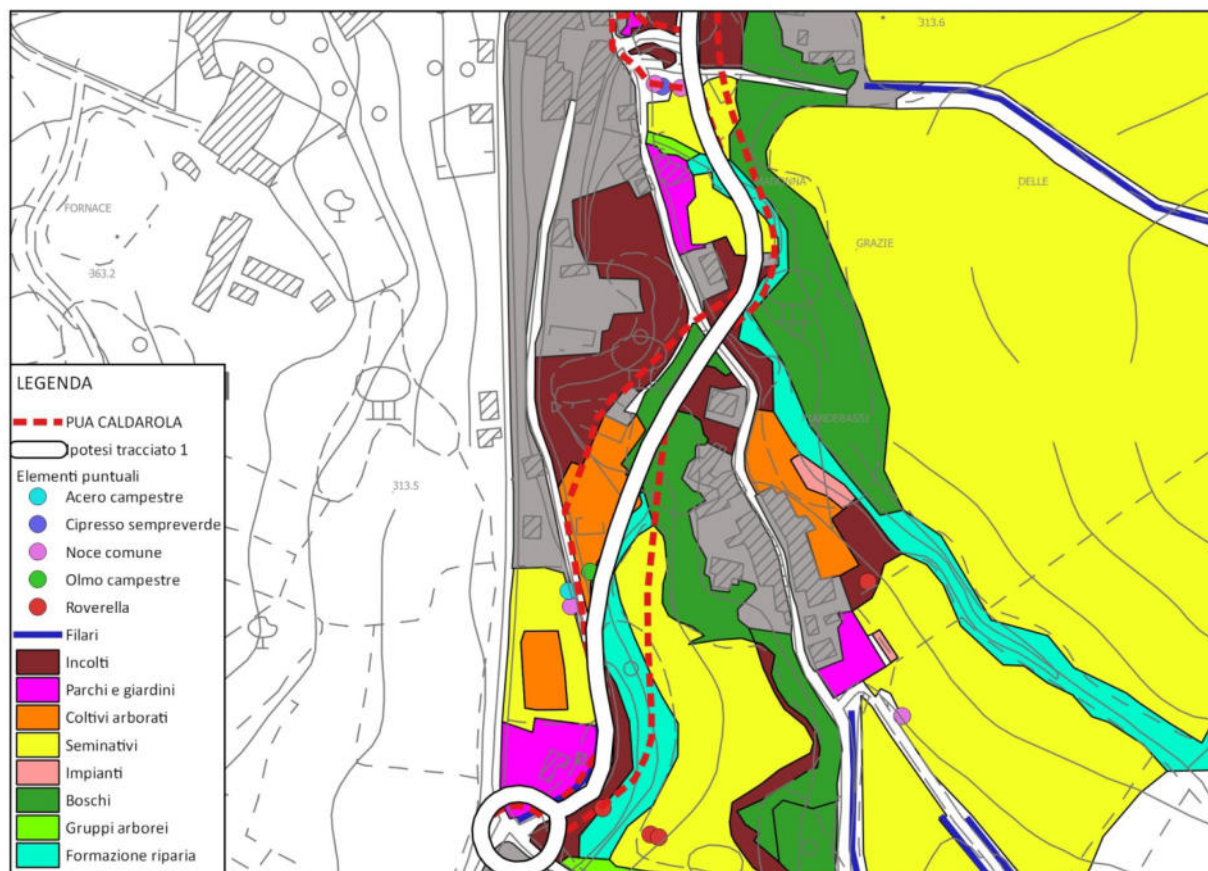 313.6
FORNACE
363.2
DELLE
GRAZIE
313.5
LEGENDA
PUA CALDAROLA
ipotesi tracciato 1
Elementi puntuali
Acero campestre
Cipresso sempreverde
Noce comune
Olmo campestre
Roverella
Filari
Incolti
Parchi e giardini
Coltivi arborati
Seminativi
Impianti
Boschi
Gruppi arborei
Formazione riparia